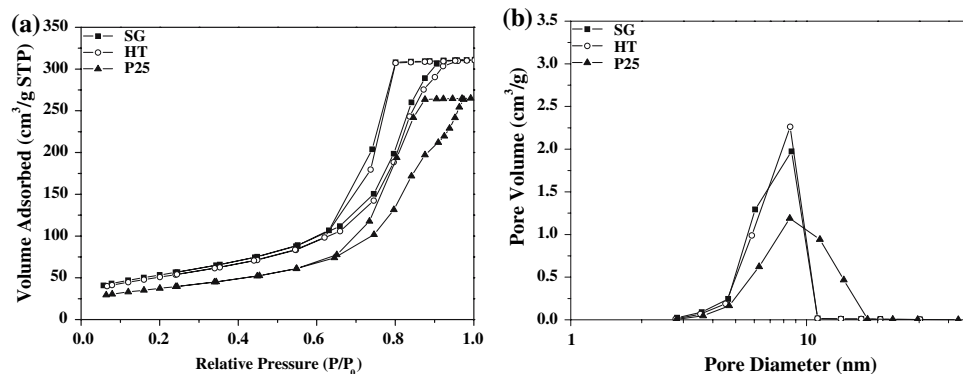 (a)
SG
HT
P25
Volume Adsorbed (cm³/g STP)
350
300
250
200
150
100
50
0
0.0 0.2 0.4 0.6 0.8 1.0
Relative Pressure (P/P₀)
(b)
SG
HT
P25
Pore Volume (cm³/g)
3.5
3.0
2.5
2.0
1.5
1.0
0.5
0.0
1 10
Pore Diameter (nm)